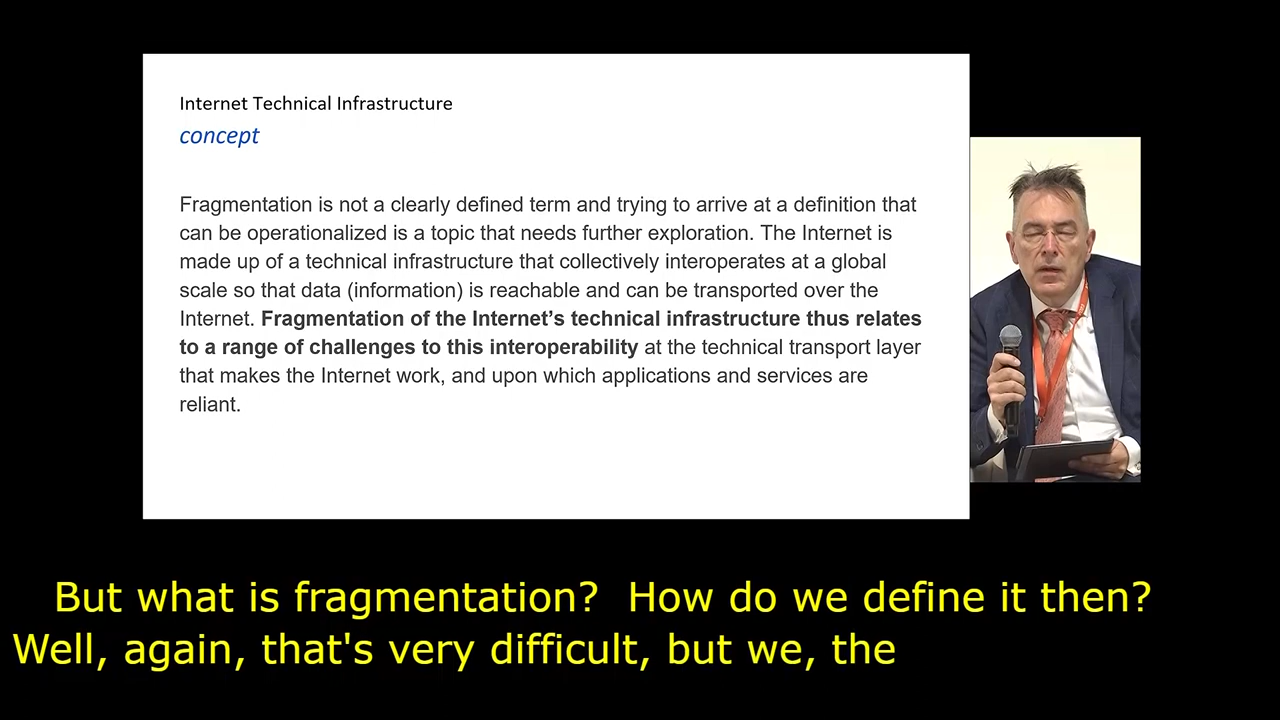 Internet Technical Infrastructure
concept
Fragmentation is not a clearly defined term and trying to arrive at a definition that
can be operationalized is a topic that needs further exploration. The Internet is
made up of a technical infrastructure that collectively interoperates at a global
scale so that data (information) is reachable and can be transported over the
Internet. Fragmentation of the Internet’s technical infrastructure thus relates
to a range of challenges to this interoperability at the technical transport layer
that makes the Internet work, and upon which applications and services are
reliant.
But what is fragmentation?  How do we define it then?
Well, again, that's very difficult, but we, the